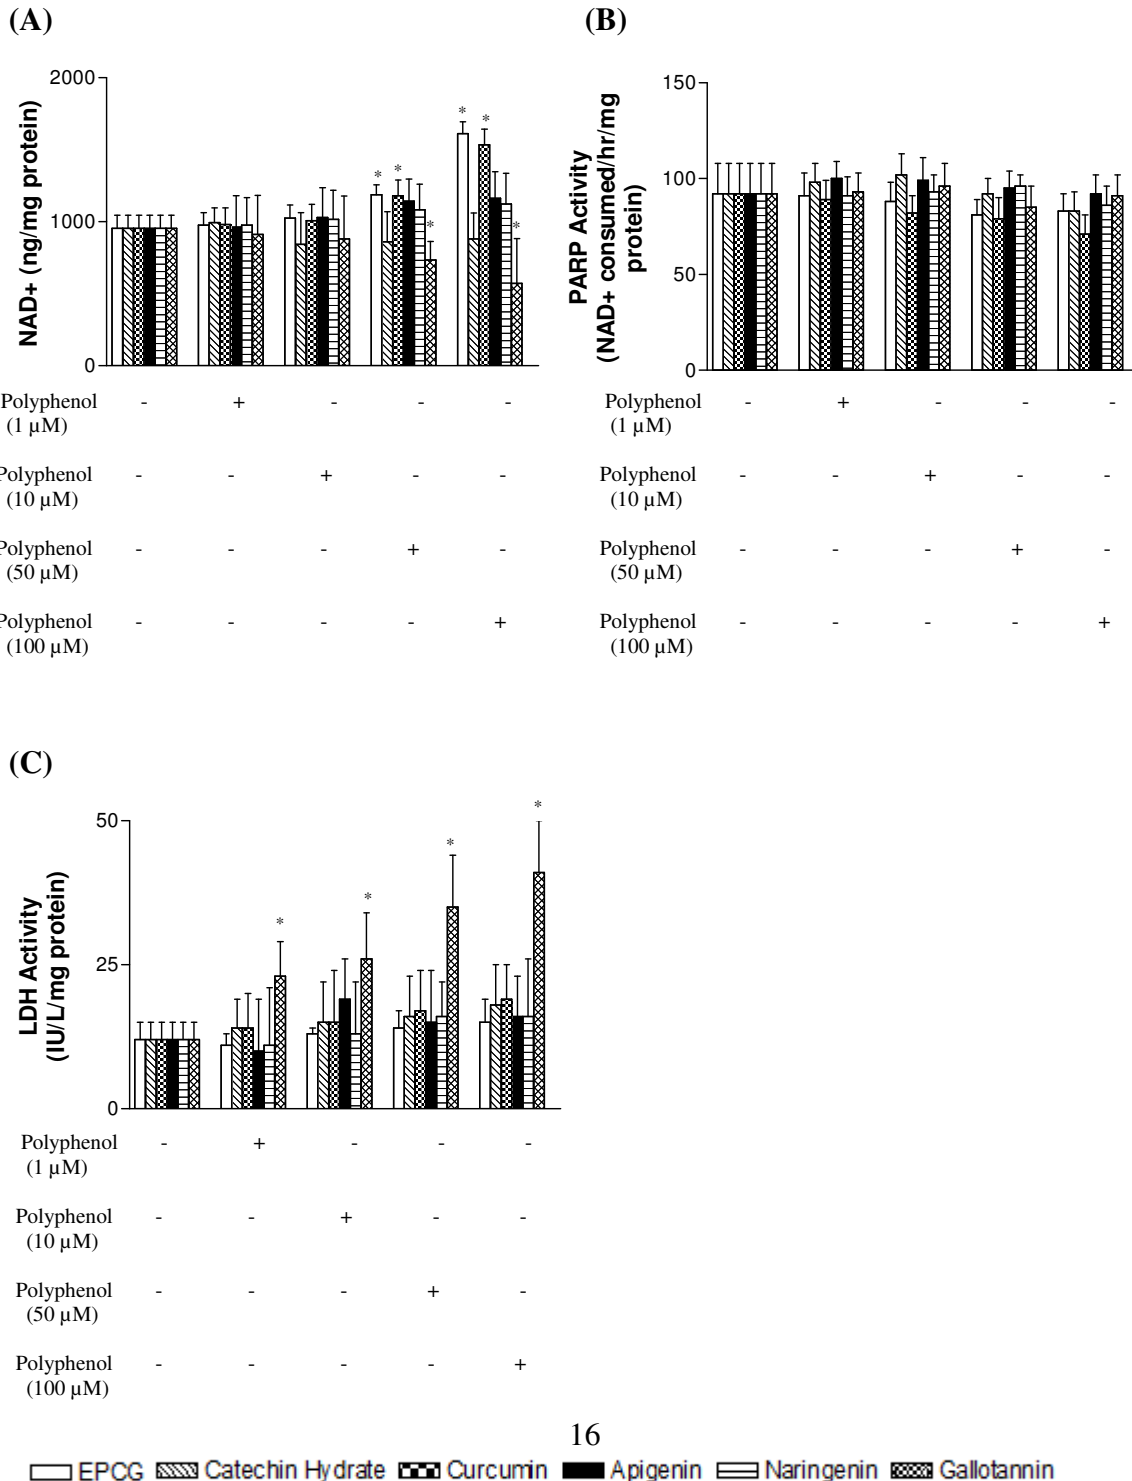 (A)
(B)
NAD+ (ng/mg protein)
2000
1000
0
*
*
*
*
*
*
PARP Activity
(NAD+ consumed/hr/mg
protein)
150
100
50
0
Polyphenol - + - - -
(1 µM)
Polyphenol - - + - -
(10 µM)
Polyphenol - - - + -
(50 µM)
Polyphenol - - - - +
(100 µM)
Polyphenol - + - - -
(1 µM)
Polyphenol - - + - -
(10 µM)
Polyphenol - - - + -
(50 µM)
Polyphenol - - - - +
(100 µM)
(C)
LDH Activity
(IU/L/mg protein)
50
25
0
*
*
*
*
Polyphenol - + - - -
(1 µM)
Polyphenol - - + - -
(10 µM)
Polyphenol - - - + -
(50 µM)
Polyphenol - - - - +
(100 µM)
16
EPCG Catechin Hydrate Curcumin Apigenin Naringenin Gallotannin